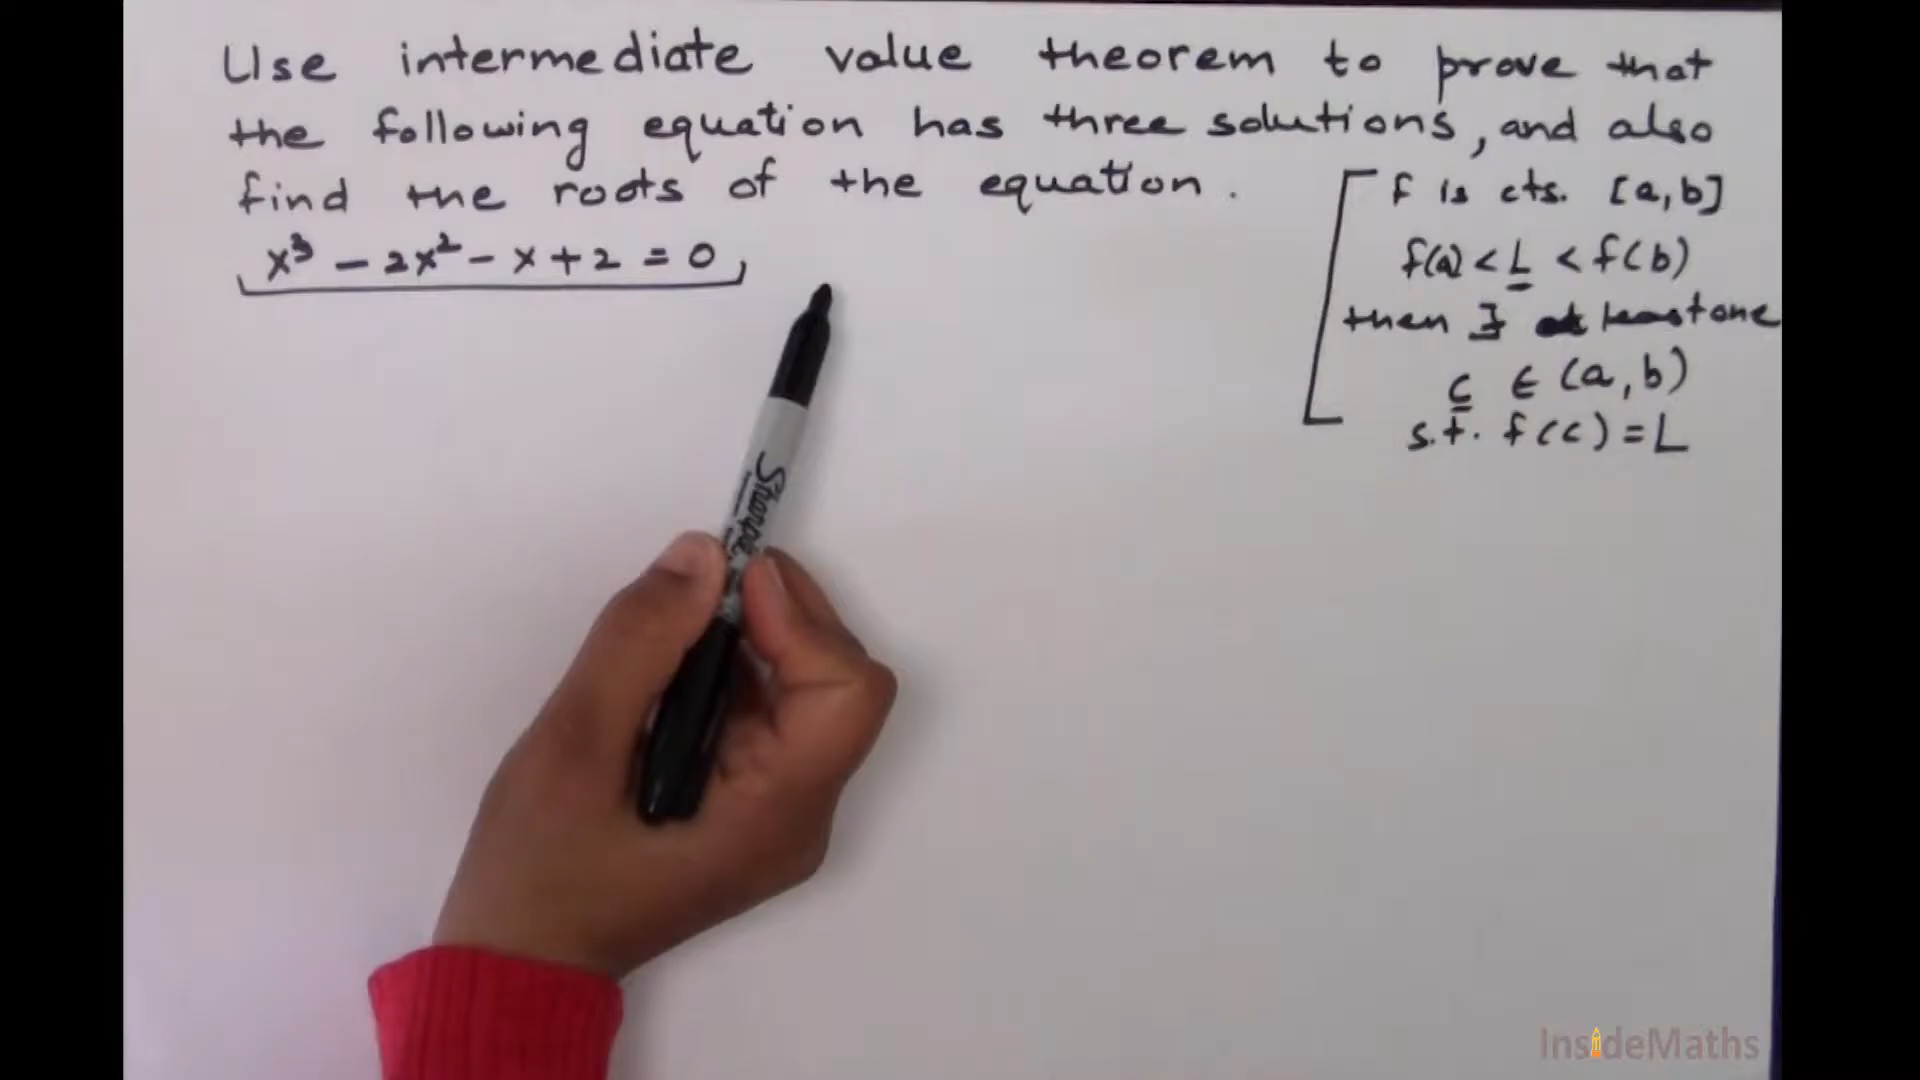 Use intermediate value theorem to prove that
the following equation has three solutions, and also
find the roots of the equation.
x³ - 2x² - x + 2 = 0
f is cts. [a, b]
f(a) < L < f(b)
then ∃ at least one
c ∈ (a, b)
s.t. f(c) = L
Sharpie
InsideMaths